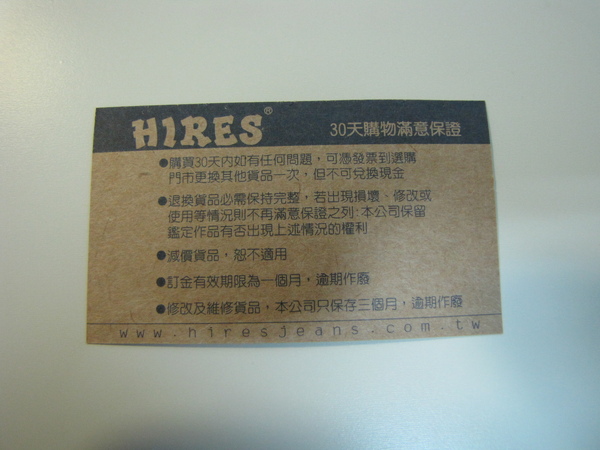 HIRES®
30天購物滿意保證
●購買30天內如有任何問題，可憑發票到選購
門市更換其他貨品一次，但不可兌換現金
●退換貨品必需保持完整，若出現損壞、修改或
使用等情況則不再滿意保證之列:本公司保留
鑑定作品有否出現上述情況的權利
●減價貨品，恕不適用
●訂金有效期限為一個月，逾期作廢
●修改及維修貨品，本公司只保存三個月，逾期作廢
www.hiresjeans.com.tw